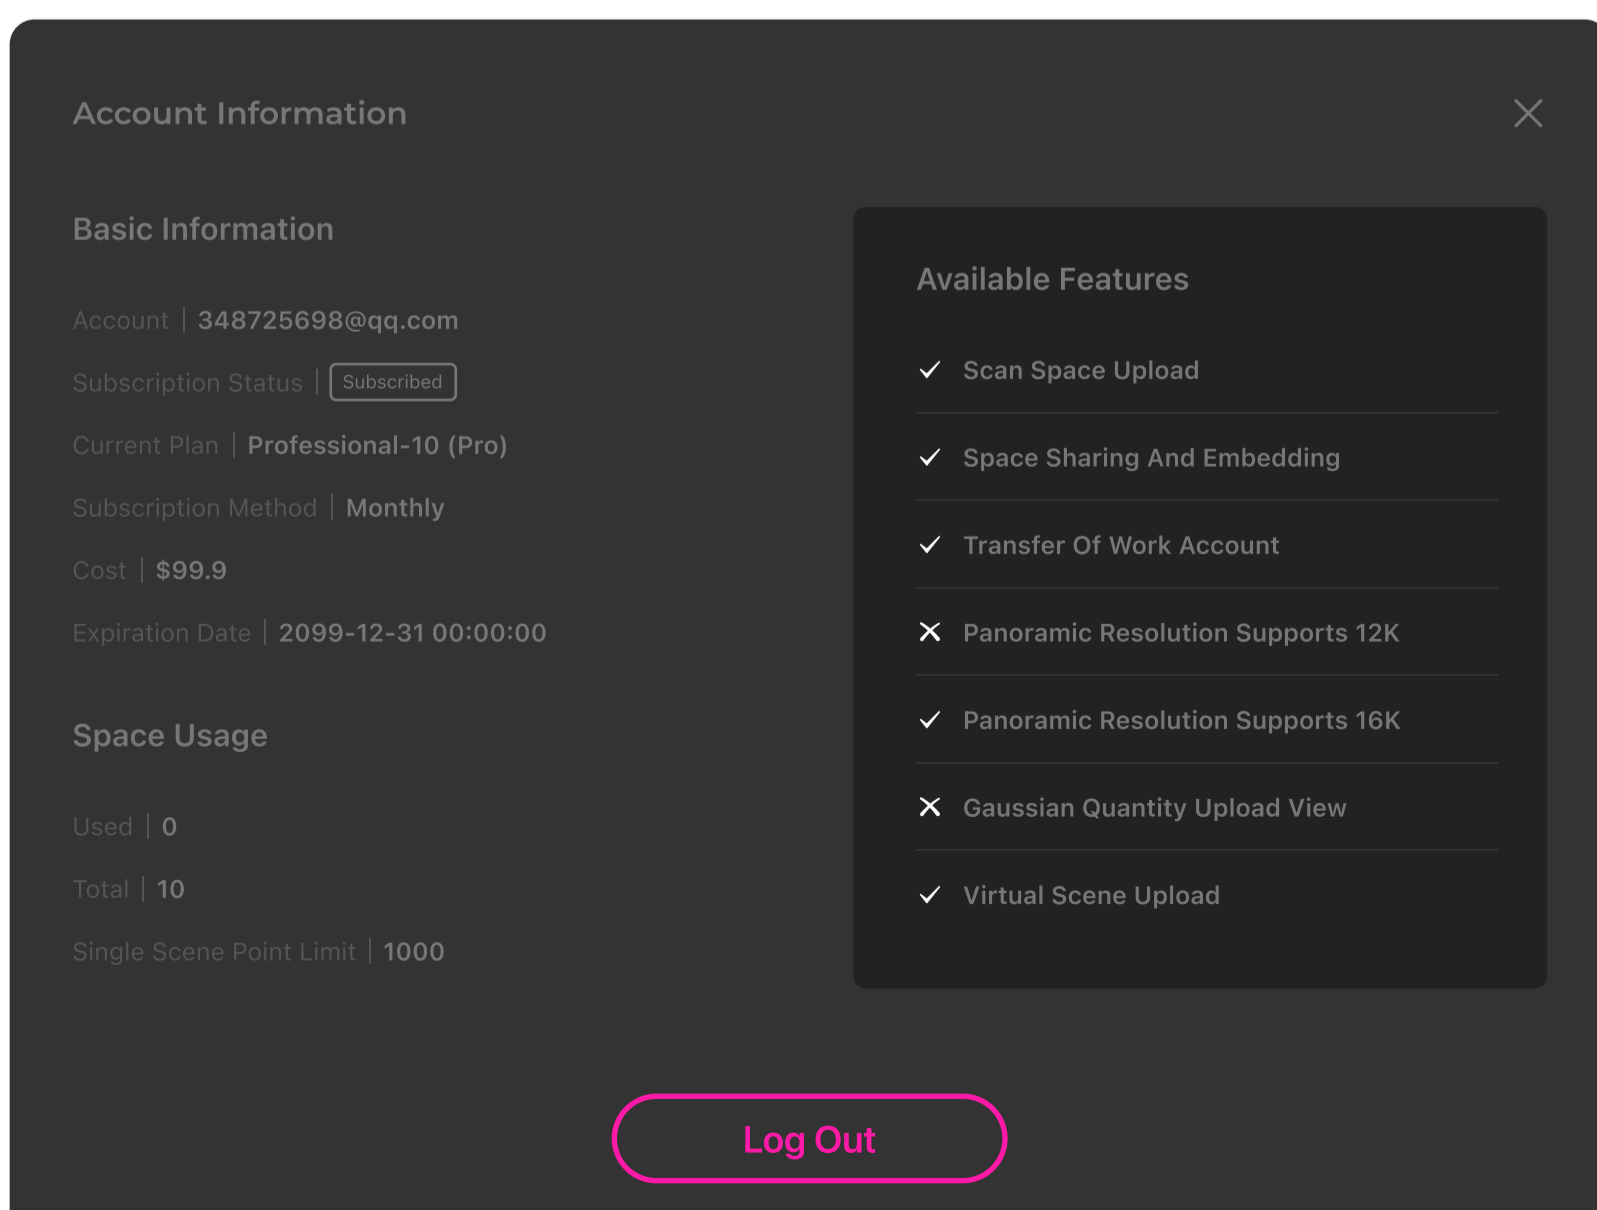 Account Information
Basic Information
Account | 348725698@qq.com
Subscription Status | Subscribed
Current Plan | Professional-10 (Pro)
Subscription Method | Monthly
Cost | $99.9
Expiration Date | 2099-12-31 00:00:00
Space Usage
Used | 0
Total | 10
Single Scene Point Limit | 1000
Available Features
Scan Space Upload
Space Sharing And Embedding
Transfer Of Work Account
Panoramic Resolution Supports 12K
Panoramic Resolution Supports 16K
Gaussian Quantity Upload View
Virtual Scene Upload
Log Out